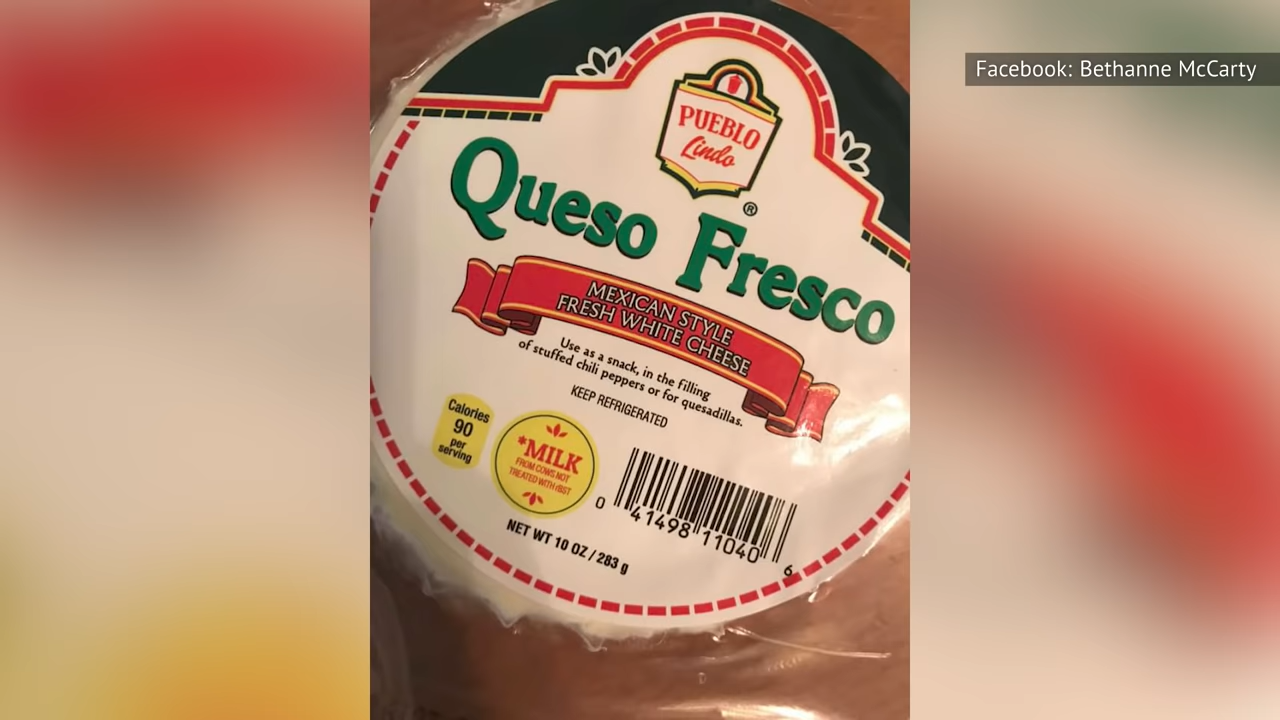 Facebook: Bethanne McCarty
PUEBLO
Lindo
®
Queso Fresco
MEXICAN STYLE
FRESH WHITE CHEESE
Use as a snack, in the filling
of stuffed chili peppers or for quesadillas.
KEEP REFRIGERATED
Calories
90
per
serving
*MILK
FROM COWS NOT
TREATED WITH rBST
0 41498 11040 6
NET WT 10 OZ / 283 g